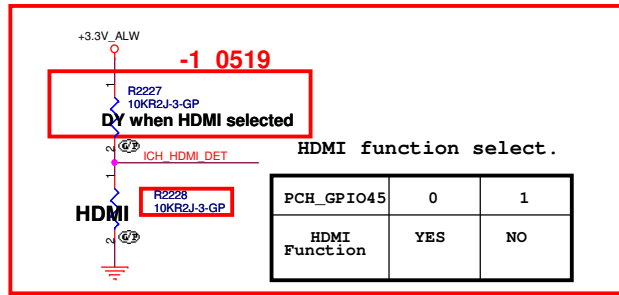 +3.3V_ALW
-1 0519
1
R2227
10KR2J-3-GP
DY when HDMI selected
2
ICH_HDMI_DET
HDMI function select.
1
R2228
10KR2J-3-GP
HDMI
2
PCH_GPIO45 0 1
HDMI Function YES NO